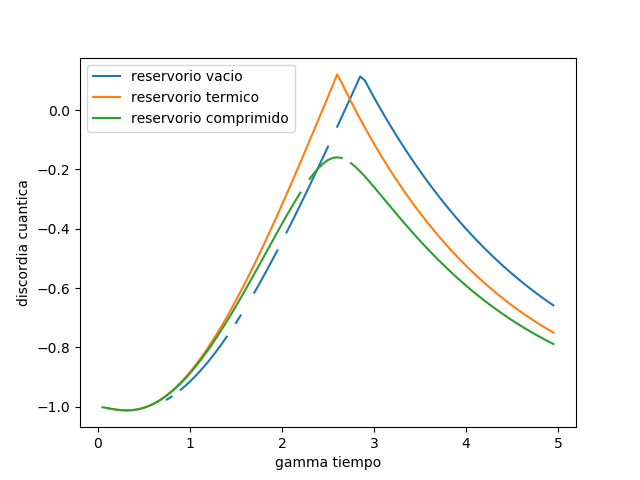 reservorio vacio
reservorio termico
reservorio comprimido
0.0
−0.2
−0.4
−0.6
−0.8
−1.0
discordia cuantica
0 1 2 3 4 5
gamma tiempo